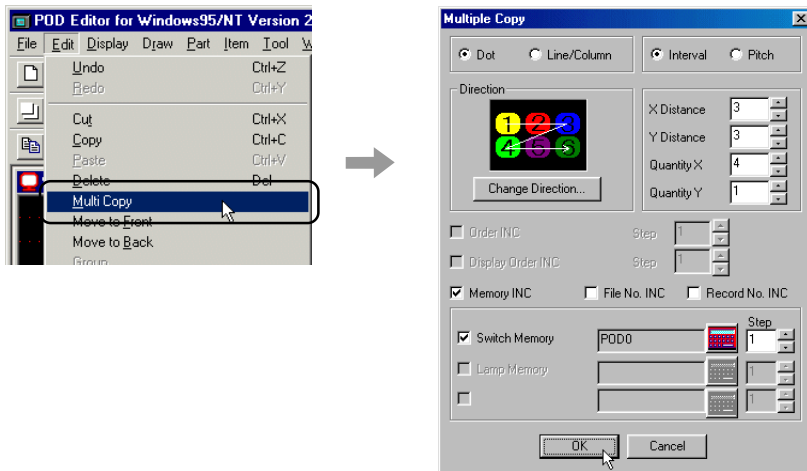 POD Editor for Windows95/NT Version 2
File Edit Display Draw Part Item Tool
Undo Ctrl+Z
Redo Ctrl+Y
Cut Ctrl+X
Copy Ctrl+C
Paste Ctrl+V
Delete Del
Multi Copy
Move to Front
Move to Back
Group
Multiple Copy
Dot Line/Column Interval Pitch
Direction
1 2 3
4 5 6
Change Direction...
X Distance 3
Y Distance 3
Quantity X 4
Quantity Y 1
Order INC Step 1
Display Order INC Step 1
Memory INC File No. INC Record No. INC
Step
Switch Memory POD0 1
Lamp Memory 1
1
OK Cancel